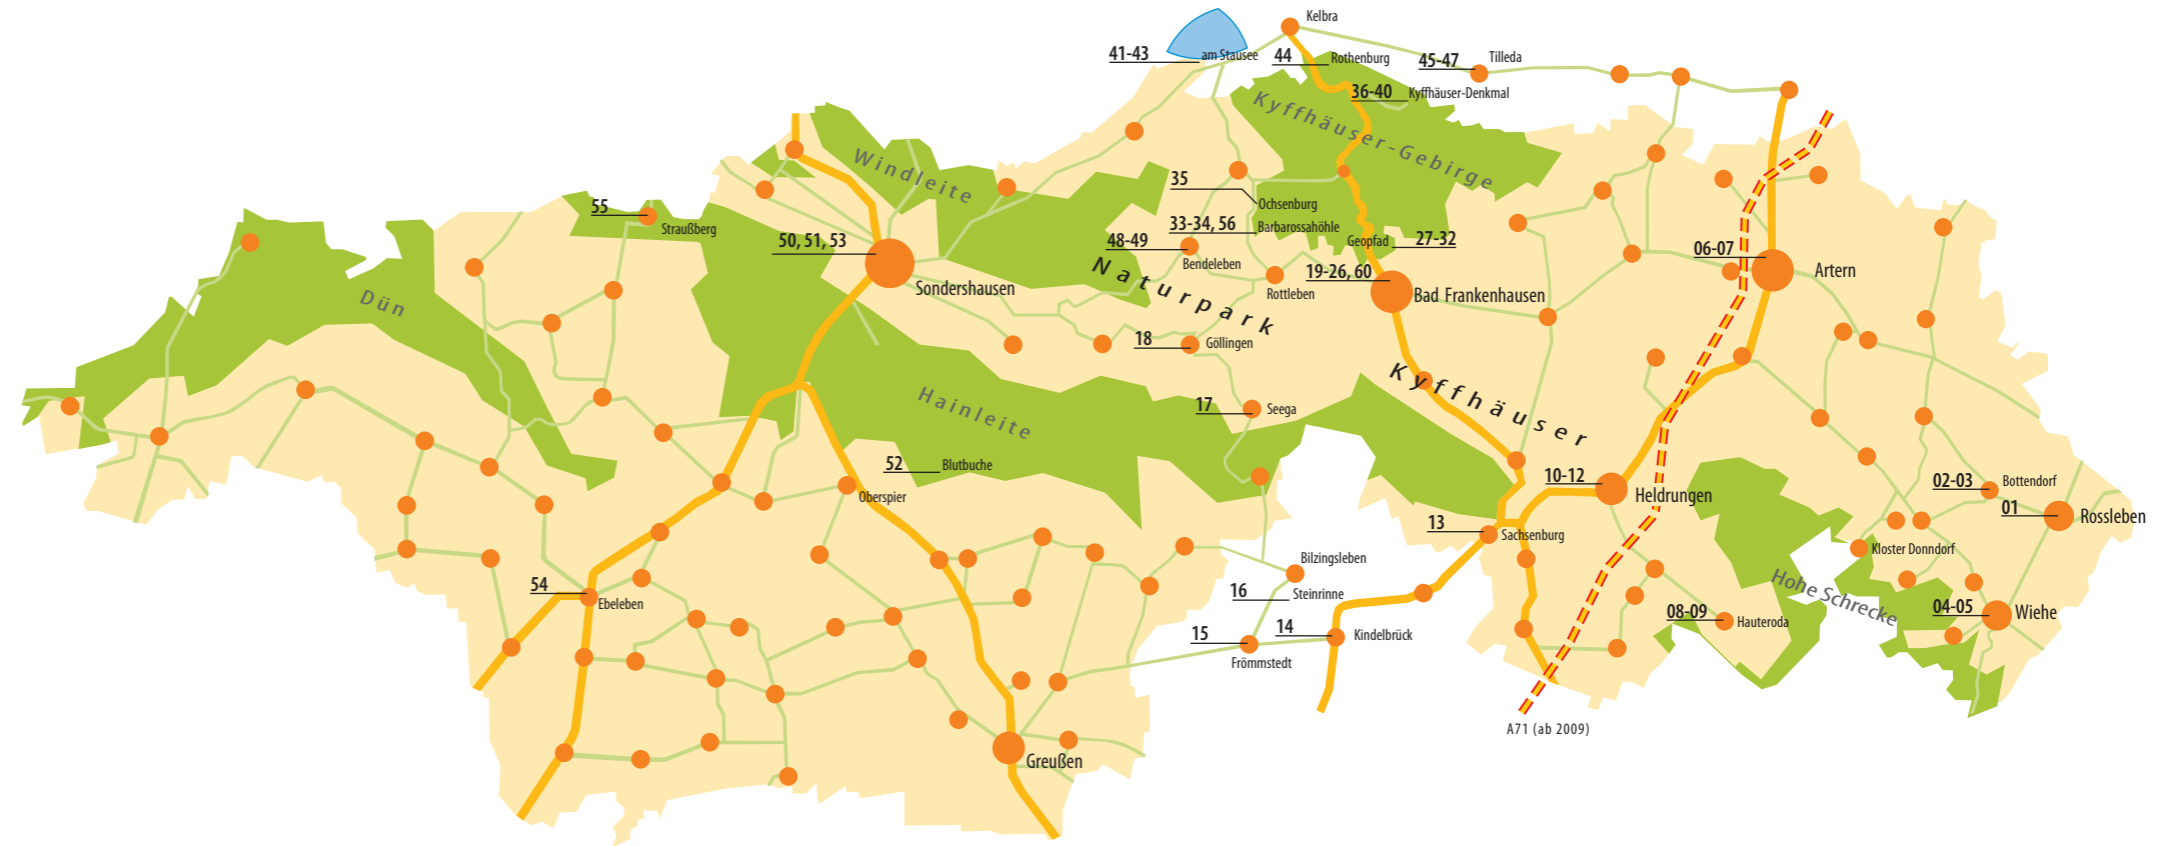 Kelbra
41-43
am Stausee
44
Rothenburg
45-47
Tilleda
36-40
Kyffhäuser-Denkmal
Kyffhäuser-Gebirge
Windleite
35
Ochsenburg
55
Straußberg
33-34, 56
Barbarossahöhle
50, 51, 53
48-49
Bendeleben
Geopfad
27-32
06-07
Artern
Sondershausen
Naturpark
19-26, 60
Rottleben
Bad Frankenhausen
Dün
18
Göllingen
Kyffhäuser
Hainleite
17
Seega
52
Blutbuche
Oberspier
10-12
Heldrungen
02-03
Bottendorf
01
Rossleben
13
Sachsenburg
Kloster Donndorf
Bilzingsleben
54
Ebeleben
16
Steinrinne
Hohe Schrecke
04-05
Wiehe
08-09
Hauteroda
15
14
Kindelbrück
Frömmstedt
A71 (ab 2009)
Greußen